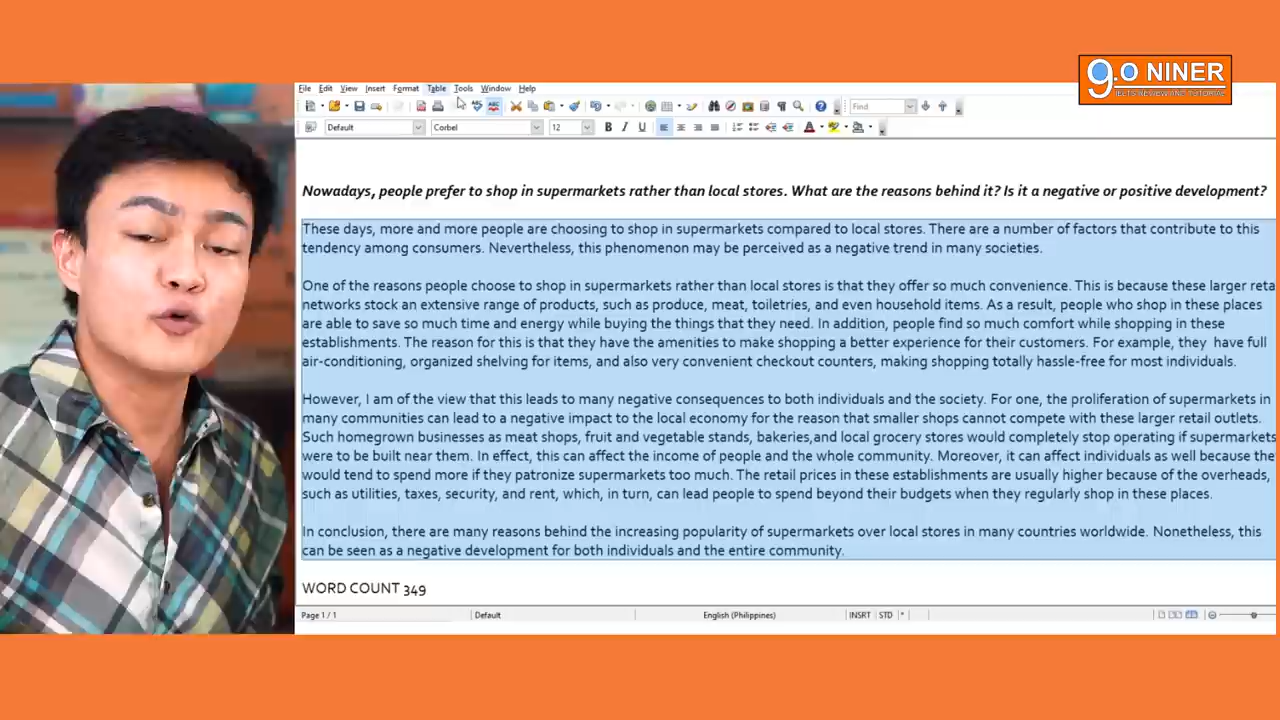 9.0 NINER
IELTS REVIEW AND TUTORIAL
File Edit View Insert Format Table Tools Window Help
Find
Default Corbel 12 B I U
Nowadays, people prefer to shop in supermarkets rather than local stores. What are the reasons behind it? Is it a negative or positive development?
These days, more and more people are choosing to shop in supermarkets compared to local stores. There are a number of factors that contribute to this
tendency among consumers. Nevertheless, this phenomenon may be perceived as a negative trend in many societies.
One of the reasons people choose to shop in supermarkets rather than local stores is that they offer so much convenience. This is because these larger reta
networks stock an extensive range of products, such as produce, meat, toiletries, and even household items. As a result, people who shop in these places
are able to save so much time and energy while buying the things that they need. In addition, people find so much comfort while shopping in these
establishments. The reason for this is that they have the amenities to make shopping a better experience for their customers. For example, they have full
air-conditioning, organized shelving for items, and also very convenient checkout counters, making shopping totally hassle-free for most individuals.
However, I am of the view that this leads to many negative consequences to both individuals and the society. For one, the proliferation of supermarkets in
many communities can lead to a negative impact to the local economy for the reason that smaller shops cannot compete with these larger retail outlets.
Such homegrown businesses as meat shops, fruit and vegetable stands, bakeries,and local grocery stores would completely stop operating if supermarkets
were to be built near them. In effect, this can affect the income of people and the whole community. Moreover, it can affect individuals as well because the
would tend to spend more if they patronize supermarkets too much. The retail prices in these establishments are usually higher because of the overheads,
such as utilities, taxes, security, and rent, which, in turn, can lead people to spend beyond their budgets when they regularly shop in these places.
In conclusion, there are many reasons behind the increasing popularity of supermarkets over local stores in many countries worldwide. Nonetheless, this
can be seen as a negative development for both individuals and the entire community.
WORD COUNT 349
Page 1 / 1 Default English (Philippines) INSRT STD *